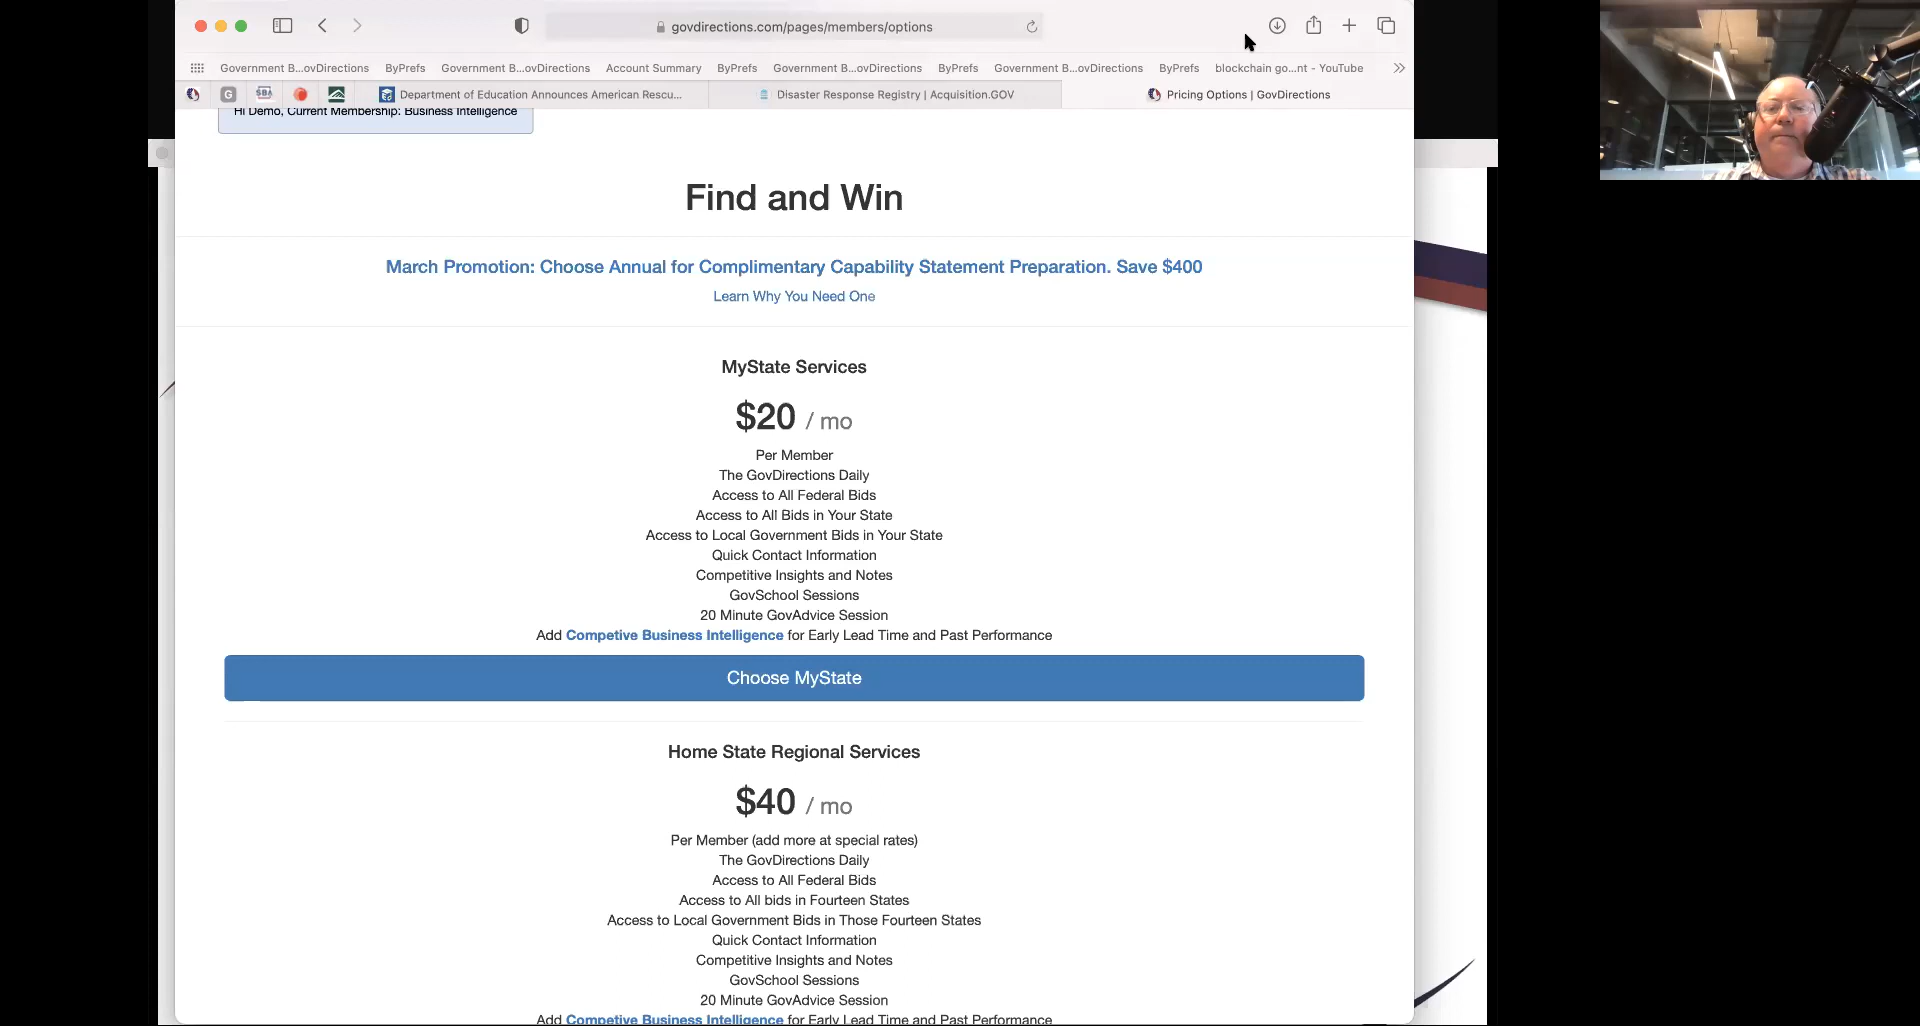 govdirections.com/pages/members/options
Government B...ovDirections ByPrefs Government B...ovDirections Account Summary ByPrefs Government B...ovDirections ByPrefs Government B...ovDirections ByPrefs blockchain go...nt - YouTube
G SBA Department of Education Announces American Rescu... Disaster Response Registry | Acquisition.GOV Pricing Options | GovDirections
Hi Demo, Current Membership: Business Intelligence
Find and Win
March Promotion: Choose Annual for Complimentary Capability Statement Preparation. Save $400
Learn Why You Need One
MyState Services
$20 / mo
Per Member
The GovDirections Daily
Access to All Federal Bids
Access to All Bids in Your State
Access to Local Government Bids in Your State
Quick Contact Information
Competitive Insights and Notes
GovSchool Sessions
20 Minute GovAdvice Session
Add Competive Business Intelligence for Early Lead Time and Past Performance
Choose MyState
Home State Regional Services
$40 / mo
Per Member (add more at special rates)
The GovDirections Daily
Access to All Federal Bids
Access to All bids in Fourteen States
Access to Local Government Bids in Those Fourteen States
Quick Contact Information
Competitive Insights and Notes
GovSchool Sessions
20 Minute GovAdvice Session
Add Competive Business Intelligence for Early Lead Time and Past Performance